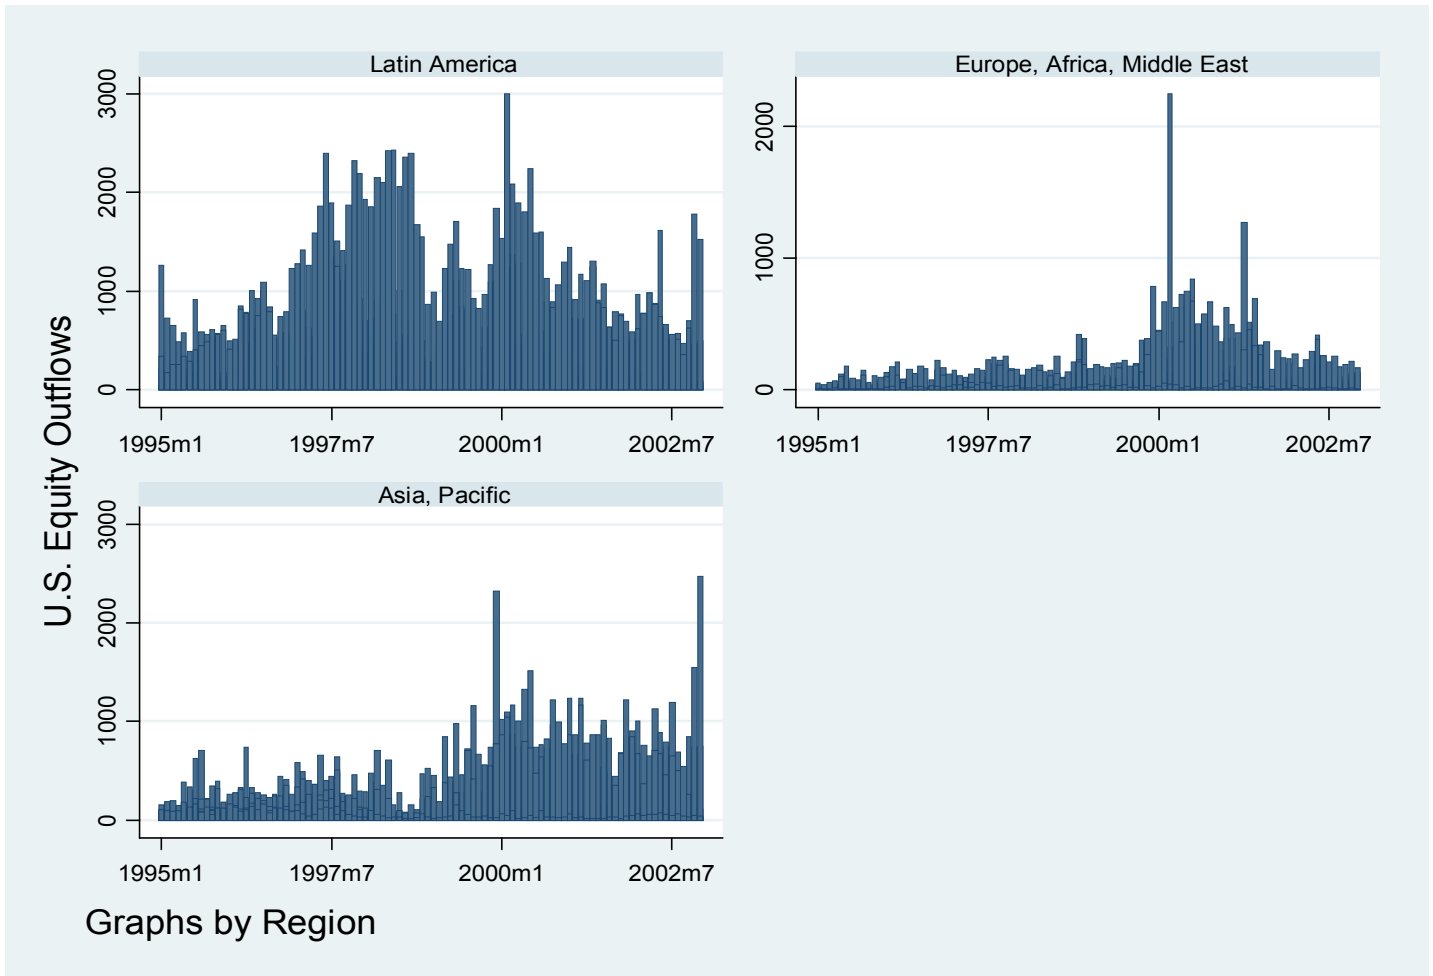 U.S. Equity Outflows
Latin America
3000
2000
1000
0
1995m1 1997m7 2000m1 2002m7
Europe, Africa, Middle East
2000
1000
0
1995m1 1997m7 2000m1 2002m7
Asia, Pacific
3000
2000
1000
0
1995m1 1997m7 2000m1 2002m7
Graphs by Region